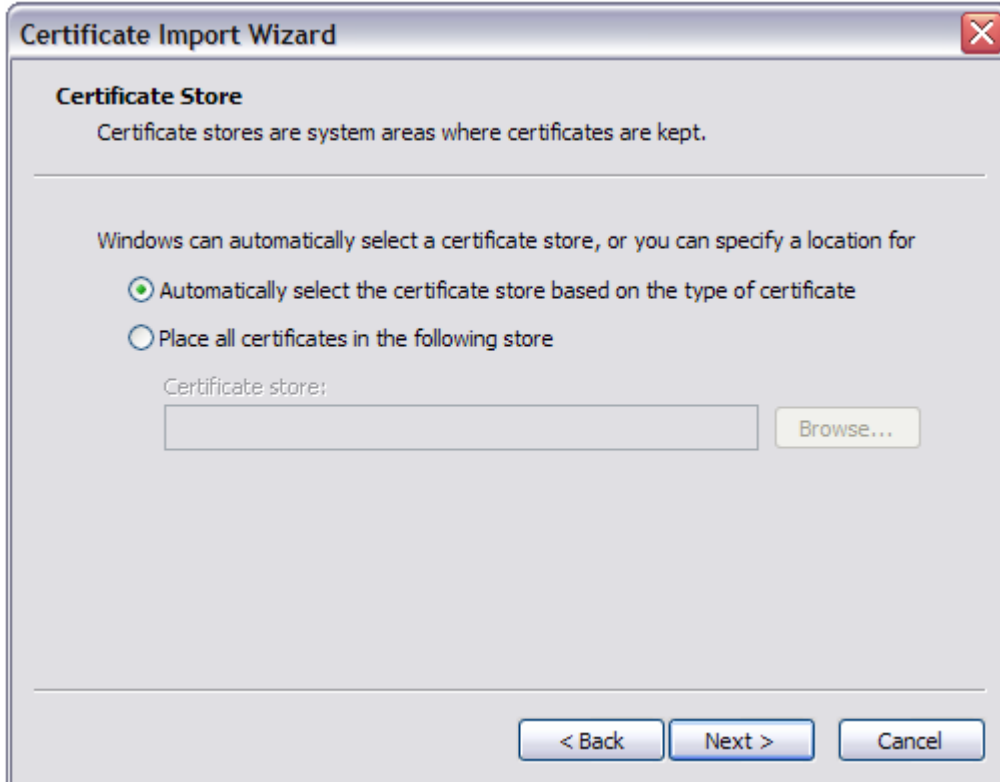 Certificate Import Wizard
Certificate Store
Certificate stores are system areas where certificates are kept.
Windows can automatically select a certificate store, or you can specify a location for
Automatically select the certificate store based on the type of certificate
Place all certificates in the following store
Certificate store:
Browse...
< Back Next > Cancel